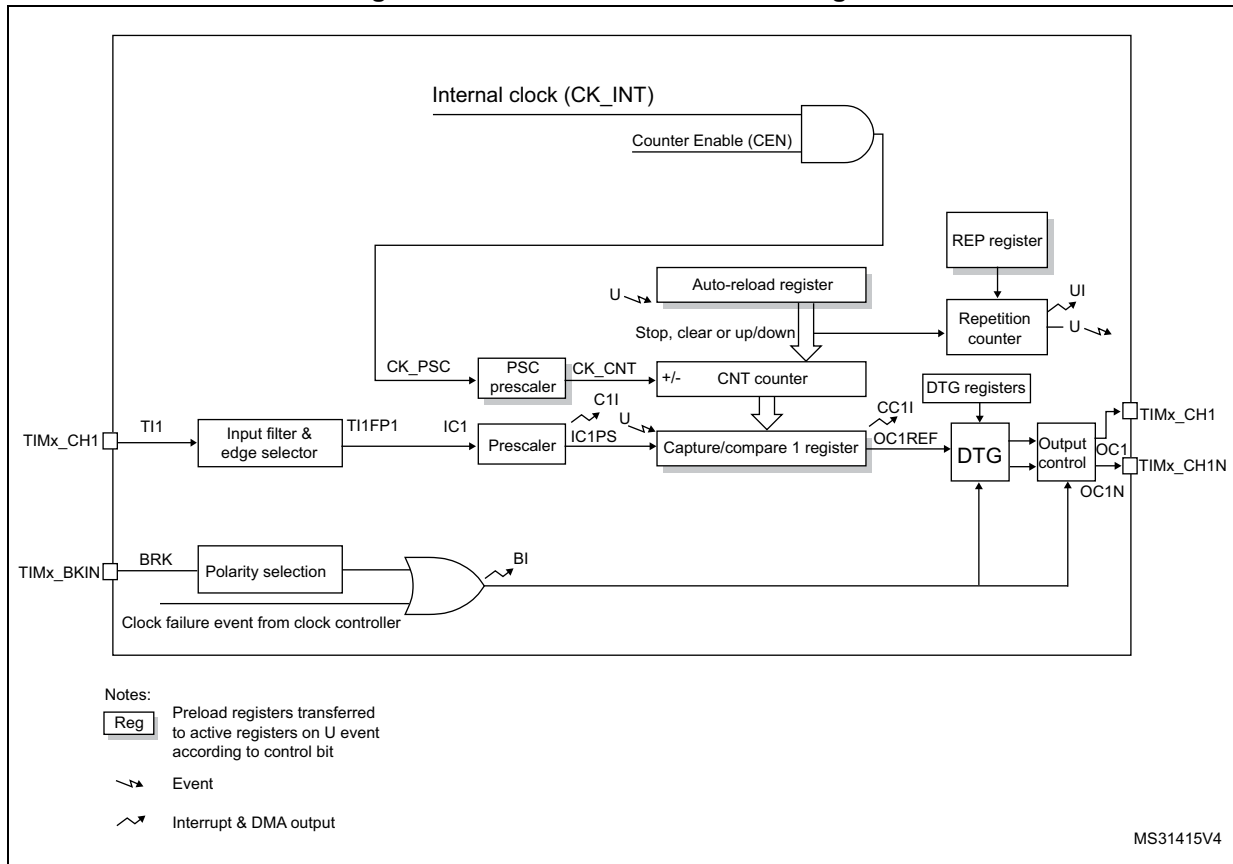 Internal clock (CK_INT)
Counter Enable (CEN)
REP register
Auto-reload register
U
UI
Stop, clear or up/down
Repetition
counter
U
CK_PSC
PSC
prescaler
CK_CNT
+/-
CNT counter
DTG registers
C1I
U
CC1I
TIMx_CH1
TIMx_CH1
TI1
Input filter &
edge selector
TI1FP1
IC1
Prescaler
IC1PS
Capture/compare 1 register
OC1REF
DTG
Output
control
OC1
TIMx_CH1N
OC1N
TIMx_BKIN
BRK
Polarity selection
BI
Clock failure event from clock controller
Notes:
Reg
Preload registers transferred
to active registers on U event
according to control bit
Event
Interrupt & DMA output
MS31415V4